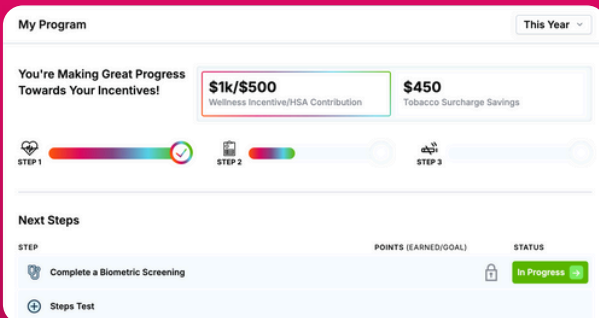 My Program
This Year
You're Making Great Progress
Towards Your Incentives!
$1k/$500
Wellness Incentive/HSA Contribution
$450
Tobacco Surcharge Savings
STEP 1
STEP 2
STEP 3
Next Steps
STEP
POINTS (EARNED/GOAL)
STATUS
Complete a Biometric Screening
In Progress
Steps Test